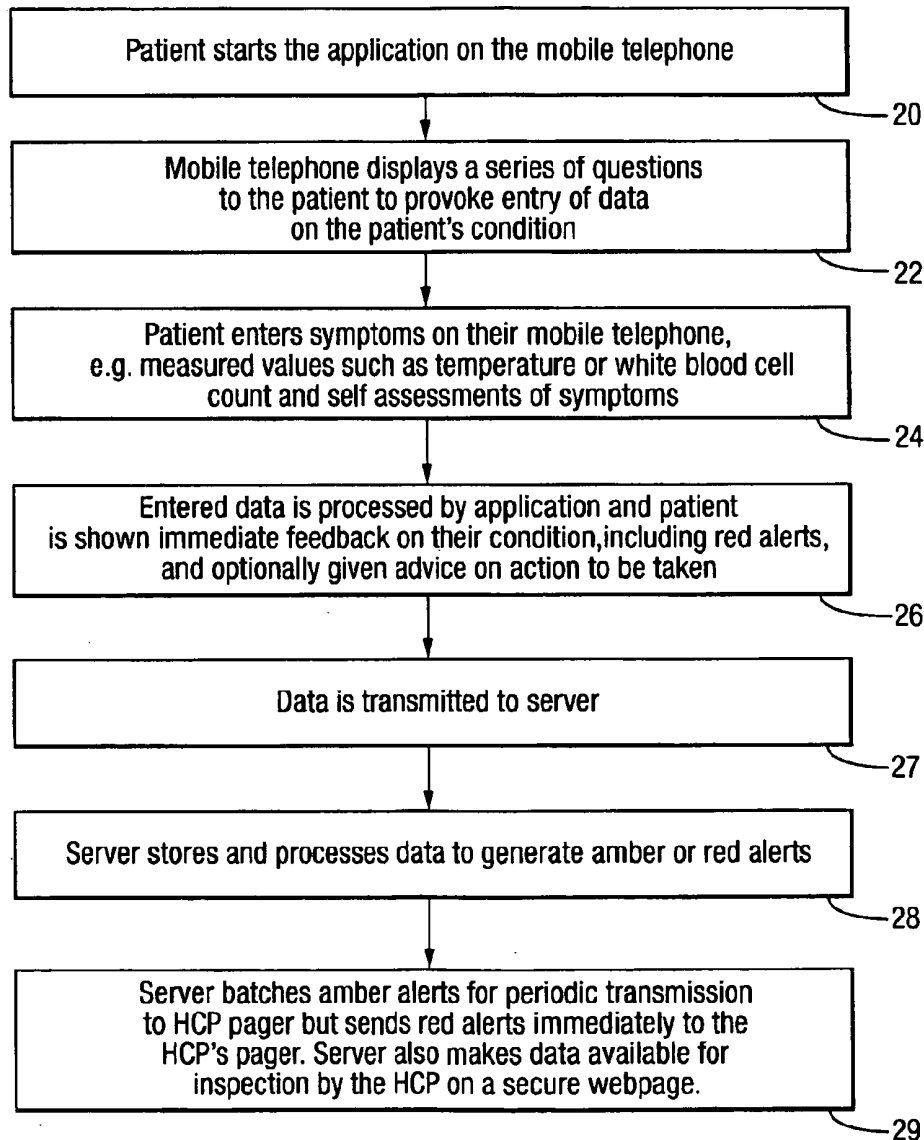 Patient starts the application on the mobile telephone
20
Mobile telephone displays a series of questions
to the patient to provoke entry of data
on the patient's condition
22
Patient enters symptoms on their mobile telephone,
e.g. measured values such as temperature or white blood cell
count and self assessments of symptoms
24
Entered data is processed by application and patient
is shown immediate feedback on their condition,including red alerts,
and optionally given advice on action to be taken
26
Data is transmitted to server
27
Server stores and processes data to generate amber or red alerts
28
Server batches amber alerts for periodic transmission
to HCP pager but sends red alerts immediately to the
HCP's pager. Server also makes data available for
inspection by the HCP on a secure webpage.
29